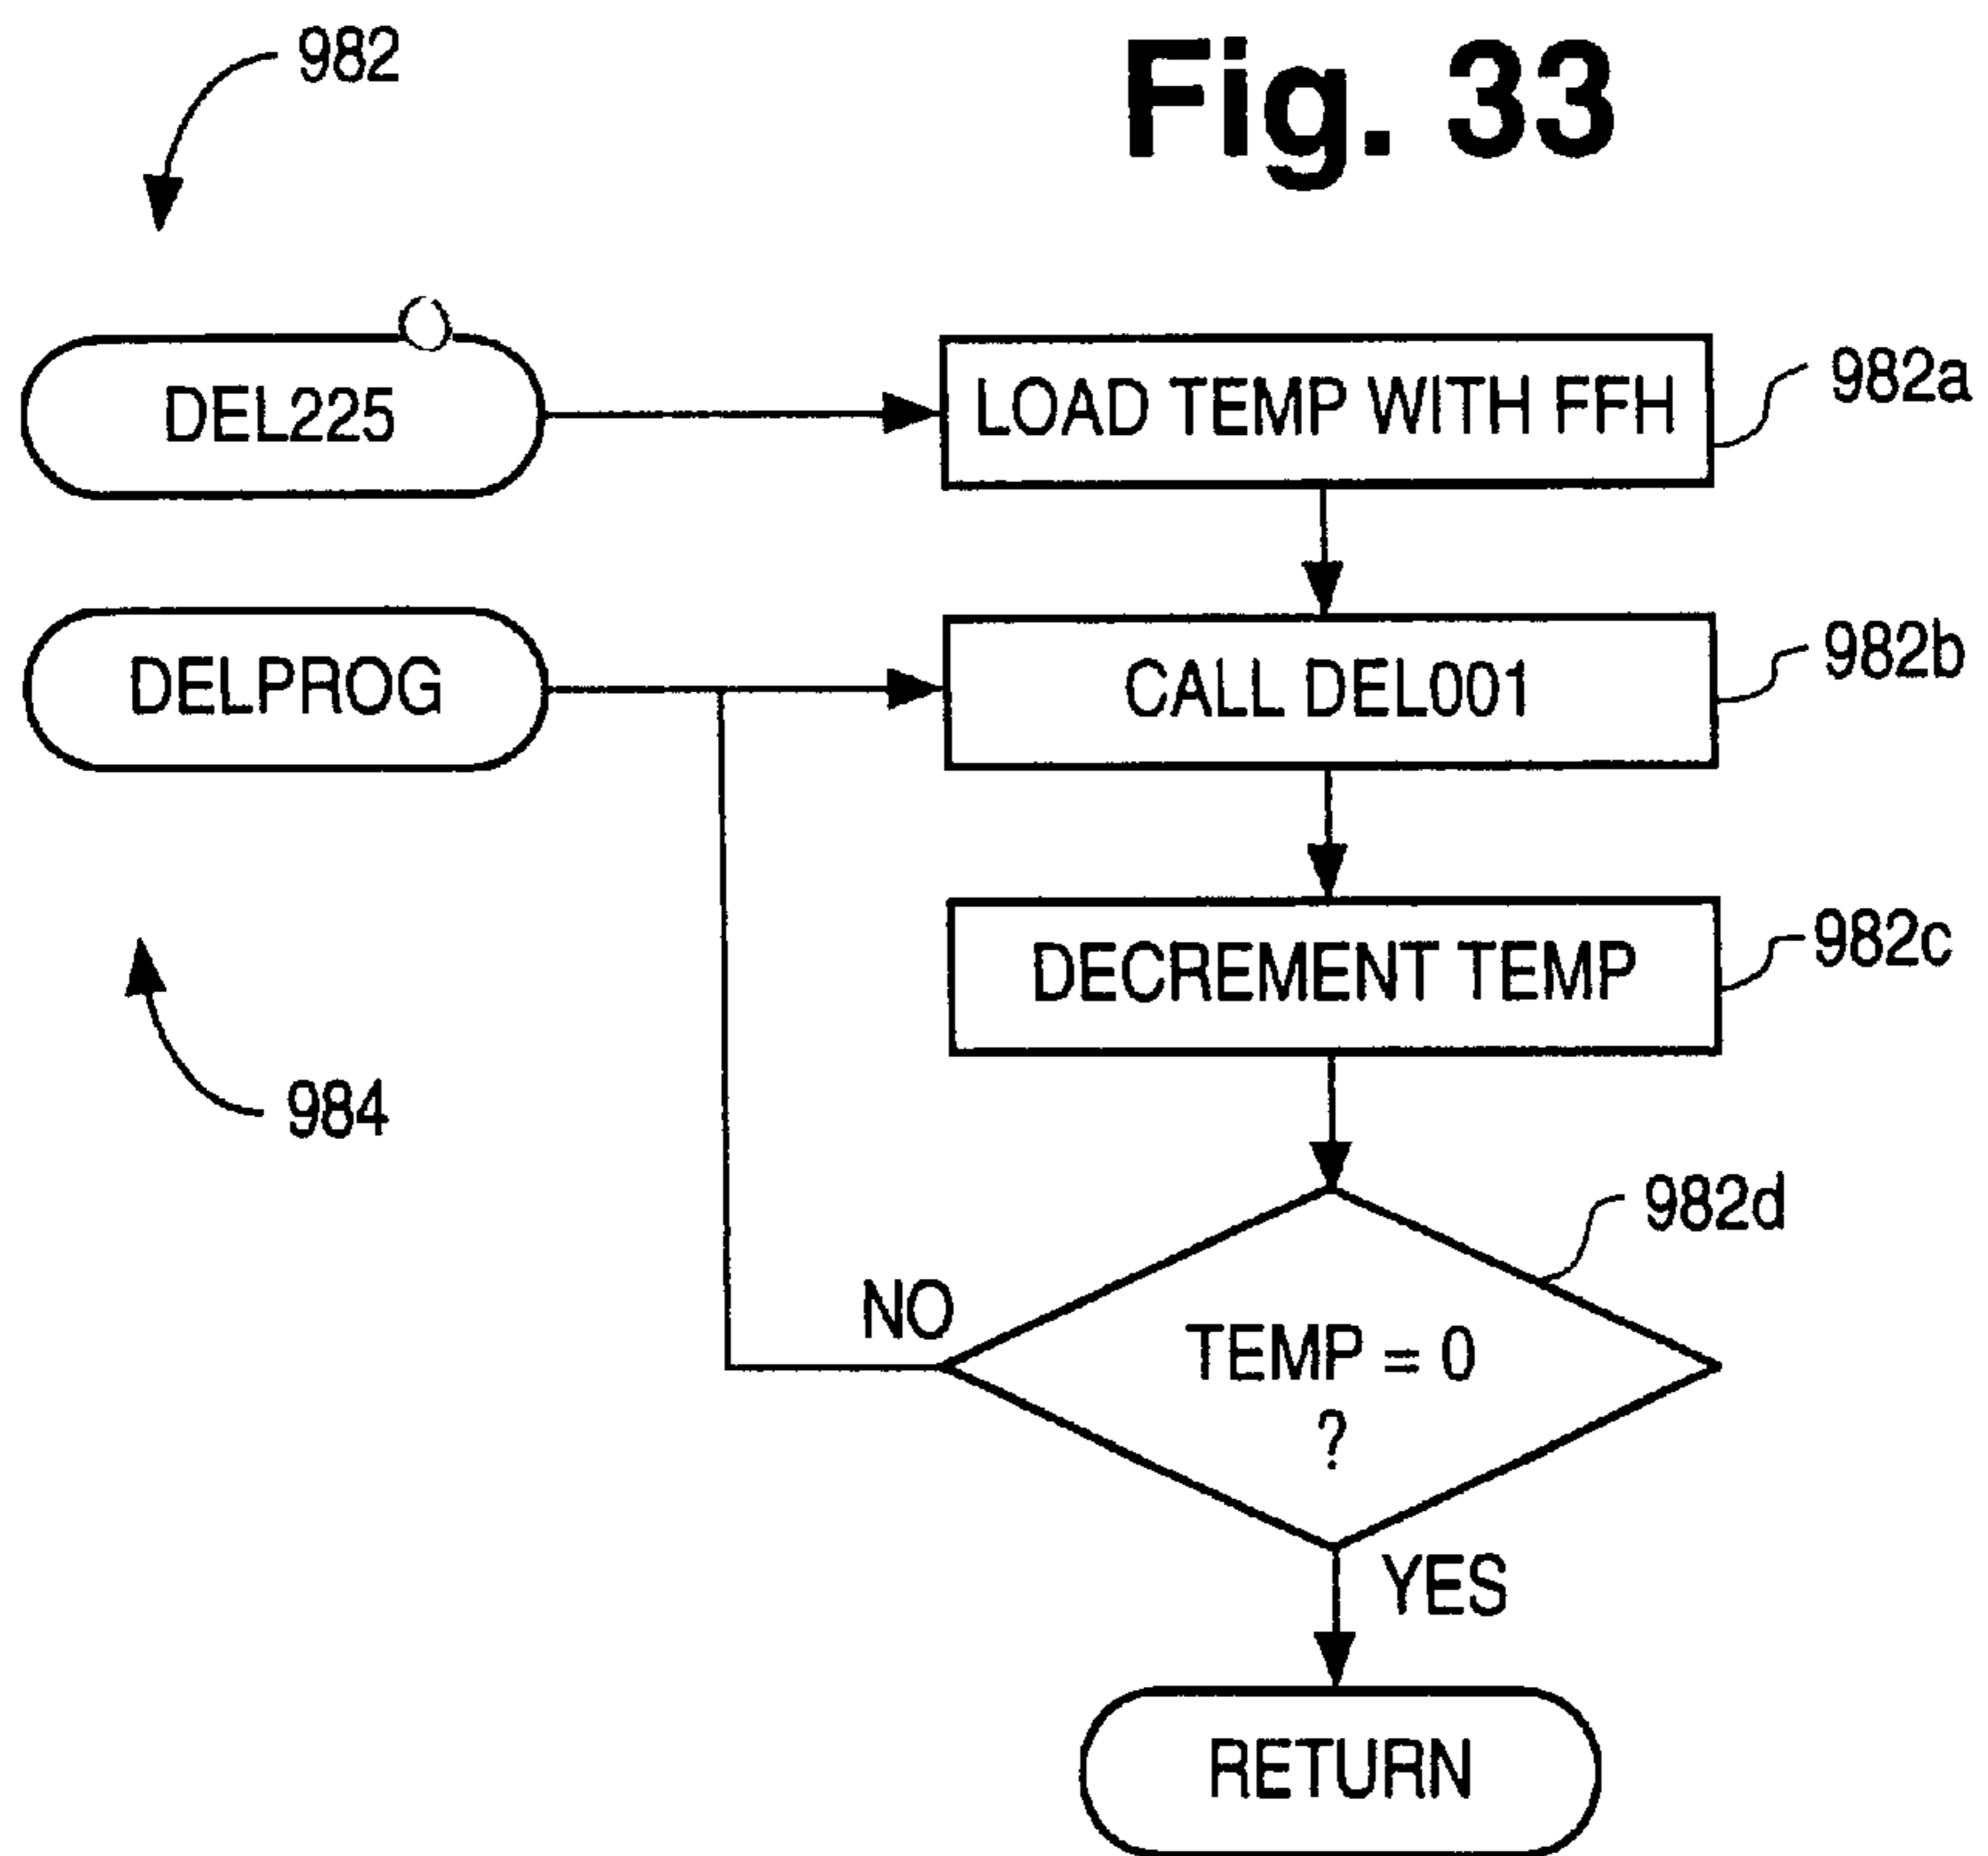 982
Fig. 33
DEL225
LOAD TEMP WITH FFH
982a
DELPROG
CALL DEL001
982b
DECREMENT TEMP
982c
984
982d
NO
TEMP = 0
?
YES
RETURN